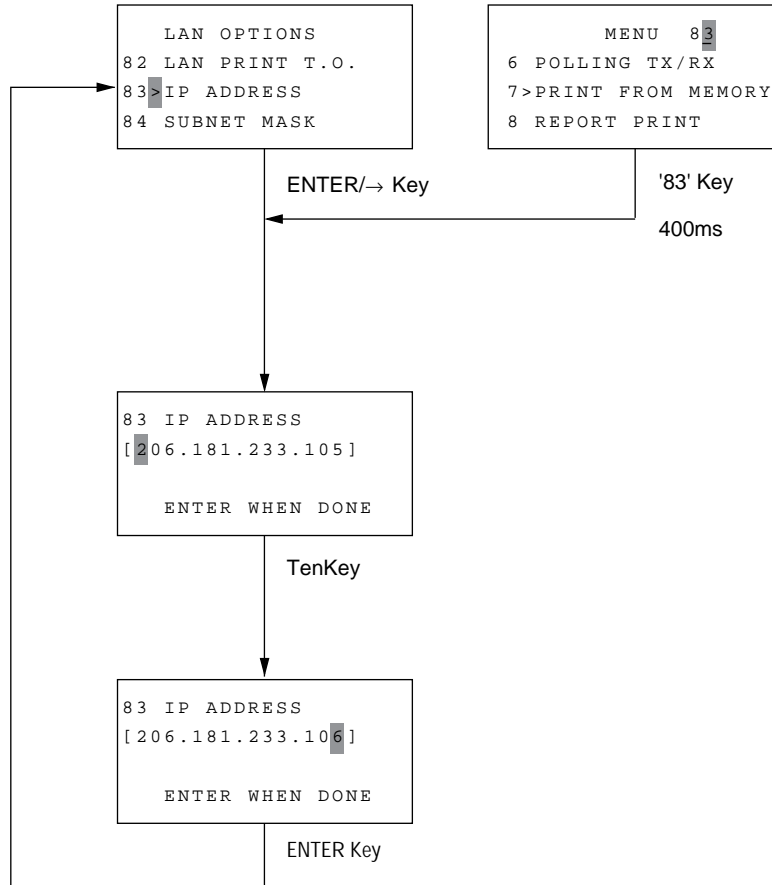 LAN OPTIONS
82 LAN PRINT T.O.
83>IP ADDRESS
84 SUBNET MASK
MENU 83
6 POLLING TX/RX
7>PRINT FROM MEMORY
8 REPORT PRINT
ENTER/→ Key
'83' Key
400ms
83 IP ADDRESS
[206.181.233.105]
ENTER WHEN DONE
TenKey
83 IP ADDRESS
[206.181.233.106]
ENTER WHEN DONE
ENTER Key